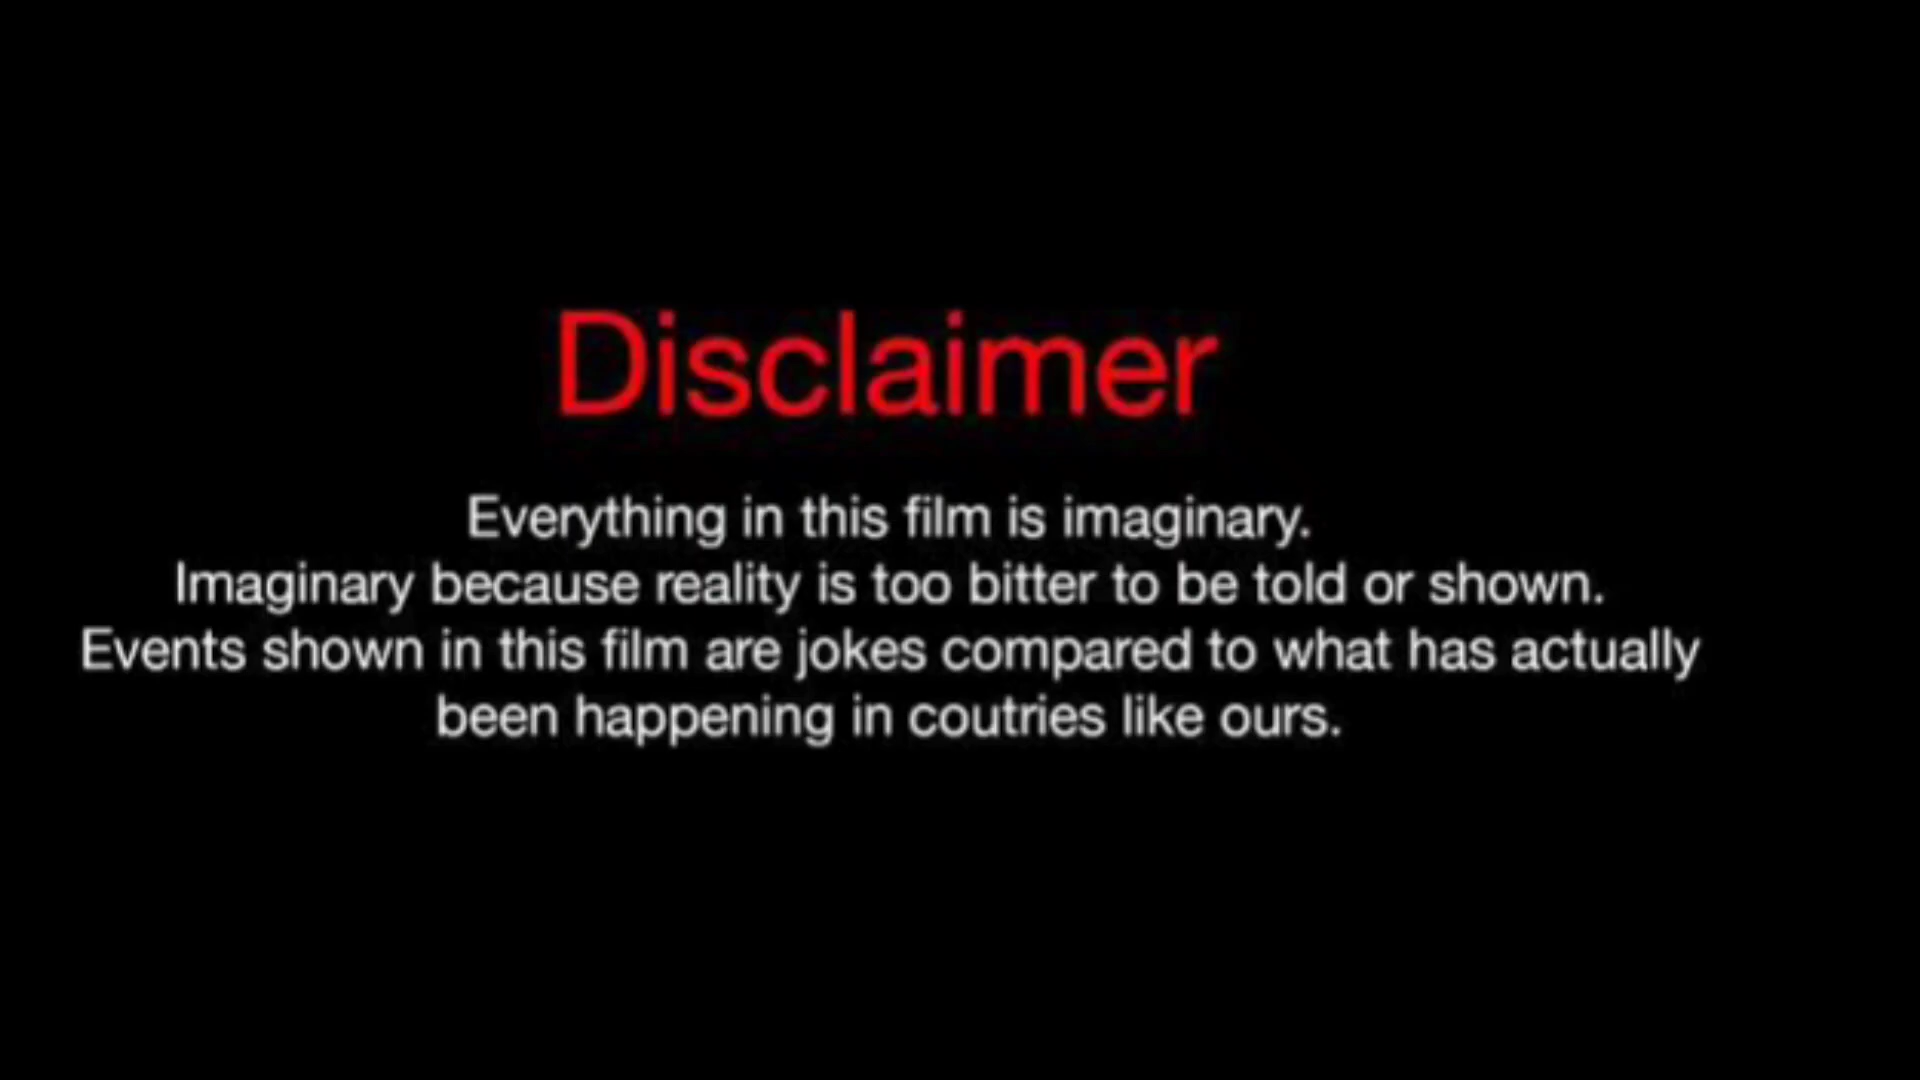 Disclaimer
Everything in this film is imaginary.
Imaginary because reality is too bitter to be told or shown.
Events shown in this film are jokes compared to what has actually
been happening in coutries like ours.